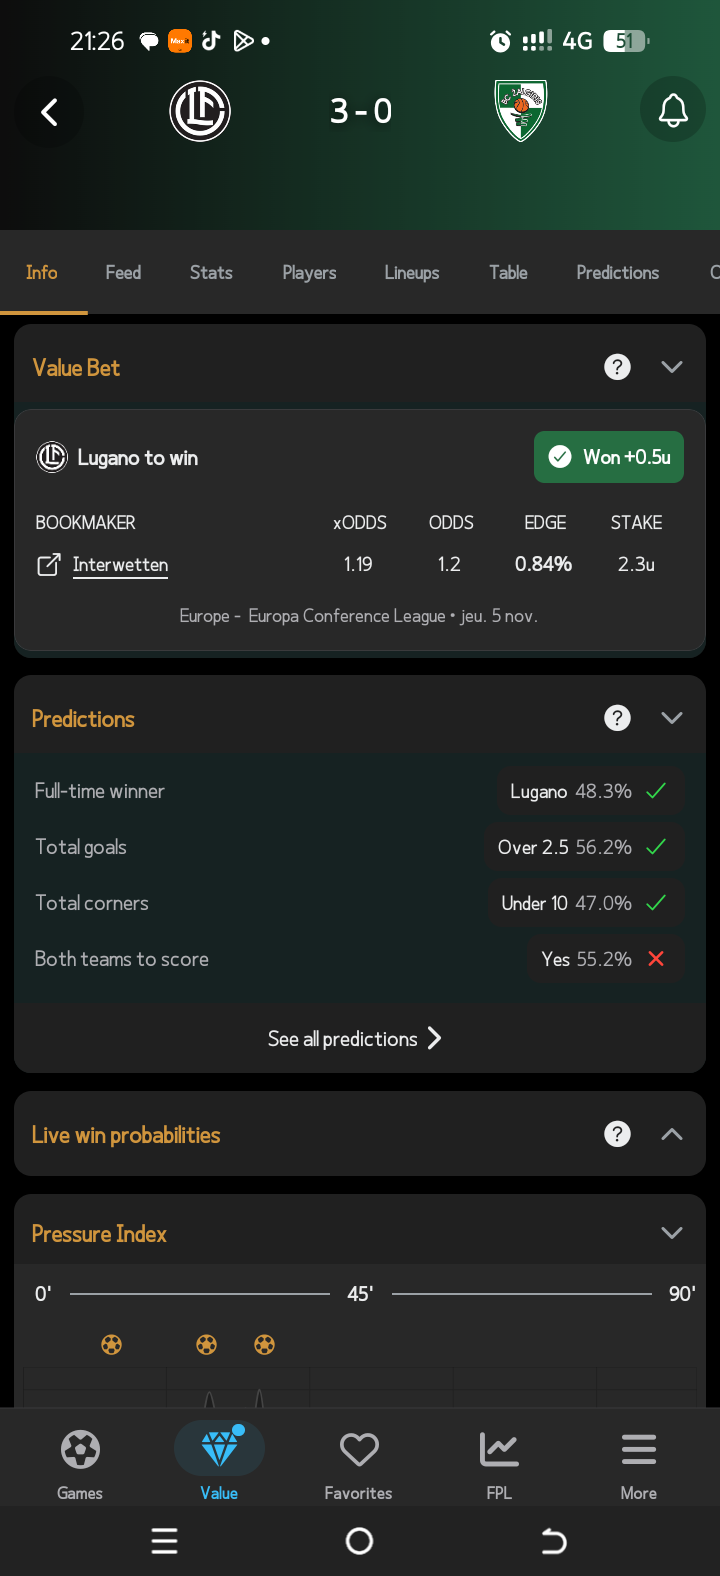 21:26 4G 51
3 - 0
Info Feed Stats Players Lineups Table Predictions
Value Bet ?
Lugano to win Won +0.5u
BOOKMAKER xODDS ODDS EDGE STAKE
Interwetten 1.19 1.2 0.84% 2.3u
Europe - Europa Conference League • jeu. 5 nov.
Predictions ?
Full-time winner Lugano 48.3%
Total goals Over 2.5 56.2%
Total corners Under 10 47.0%
Both teams to score Yes 55.2%
See all predictions
Live win probabilities ?
Pressure Index
0' 45' 90'
Games Value Favorites FPL More